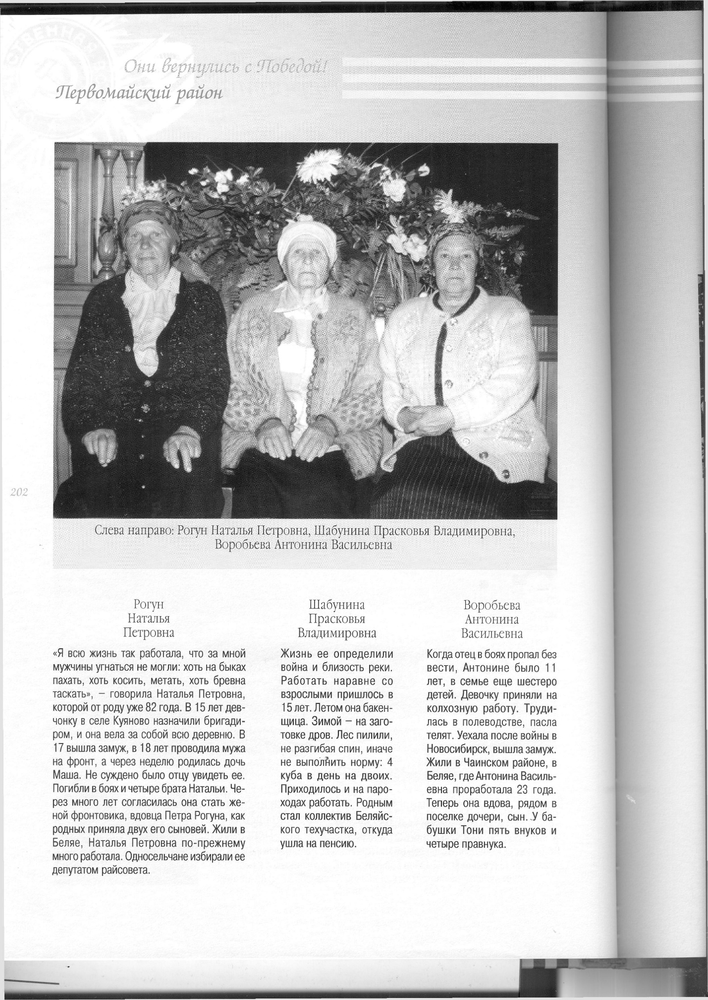 Они вернулись с Победой!
Первомайский район
202
Слева направо: Рогун Наталья Петровна, Шабунина Прасковья Владимировна,
Воробьева Антонина Васильевна
Рогун
Наталья
Петровна
«Я всю жизнь так работала, что за мной
мужчины угнаться не могли: хоть на быках
пахать, хоть косить, метать, хоть бревна
таскать», – говорила Наталья Петровна,
которой от роду уже 82 года. В 15 лет дев-
чонку в селе Куяново назначили бригади-
ром, и она вела за собой всю деревню. В
17 вышла замуж, в 18 лет проводила мужа
на фронт, а через неделю родилась дочь
Маша. Не суждено было отцу увидеть ее.
Погибли в боях и четыре брата Натальи. Че-
рез много лет согласилась она стать же-
ной фронтовика, вдовца Петра Рогуна, как
родных приняла двух его сыновей. Жили в
Беляе, Наталья Петровна по-прежнему
много работала. Односельчане избирали ее
депутатом райсовета.
Шабунина
Прасковья
Владимировна
Жизнь ее определили
война и близость реки.
Работать наравне со
взрослыми пришлось в
15 лет. Летом она бакен-
щица. Зимой – на заго-
товке дров. Лес пилили,
не разгибая спин, иначе
не выполнить норму: 4
куба в день на двоих.
Приходилось и на паро-
ходах работать. Родным
стал коллектив Беляйс-
кого техучастка, откуда
ушла на пенсию.
Воробьева
Антонина
Васильевна
Когда отец в боях пропал без
вести, Антонине было 11
лет, в семье еще шестеро
детей. Девочку приняли на
колхозную работу. Труди-
лась в полеводстве, пасла
телят. Уехала после войны в
Новосибирск, вышла замуж.
Жили в Чаинском районе, в
Беляе, где Антонина Василь-
евна проработала 23 года.
Теперь она вдова, рядом в
поселке дочери, сын. У ба-
бушки Тони пять внуков и
четыре правнука.